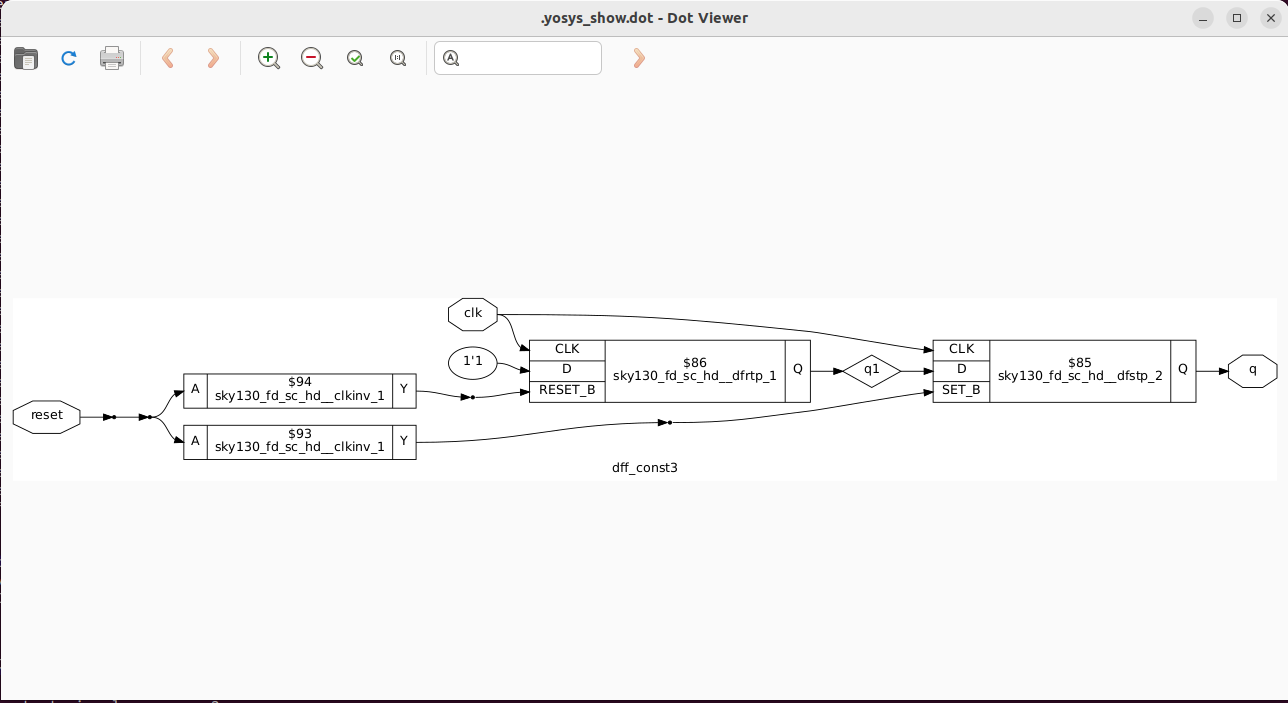 .yosys_show.dot - Dot Viewer
clk
1'1
CLK
D
RESET_B
$86
sky130_fd_sc_hd__dfrtp_1
Q
q1
CLK
D
SET_B
$85
sky130_fd_sc_hd__dfstp_2
Q
q
reset
A
$94
sky130_fd_sc_hd__clkinv_1
Y
A
$93
sky130_fd_sc_hd__clkinv_1
Y
dff_const3